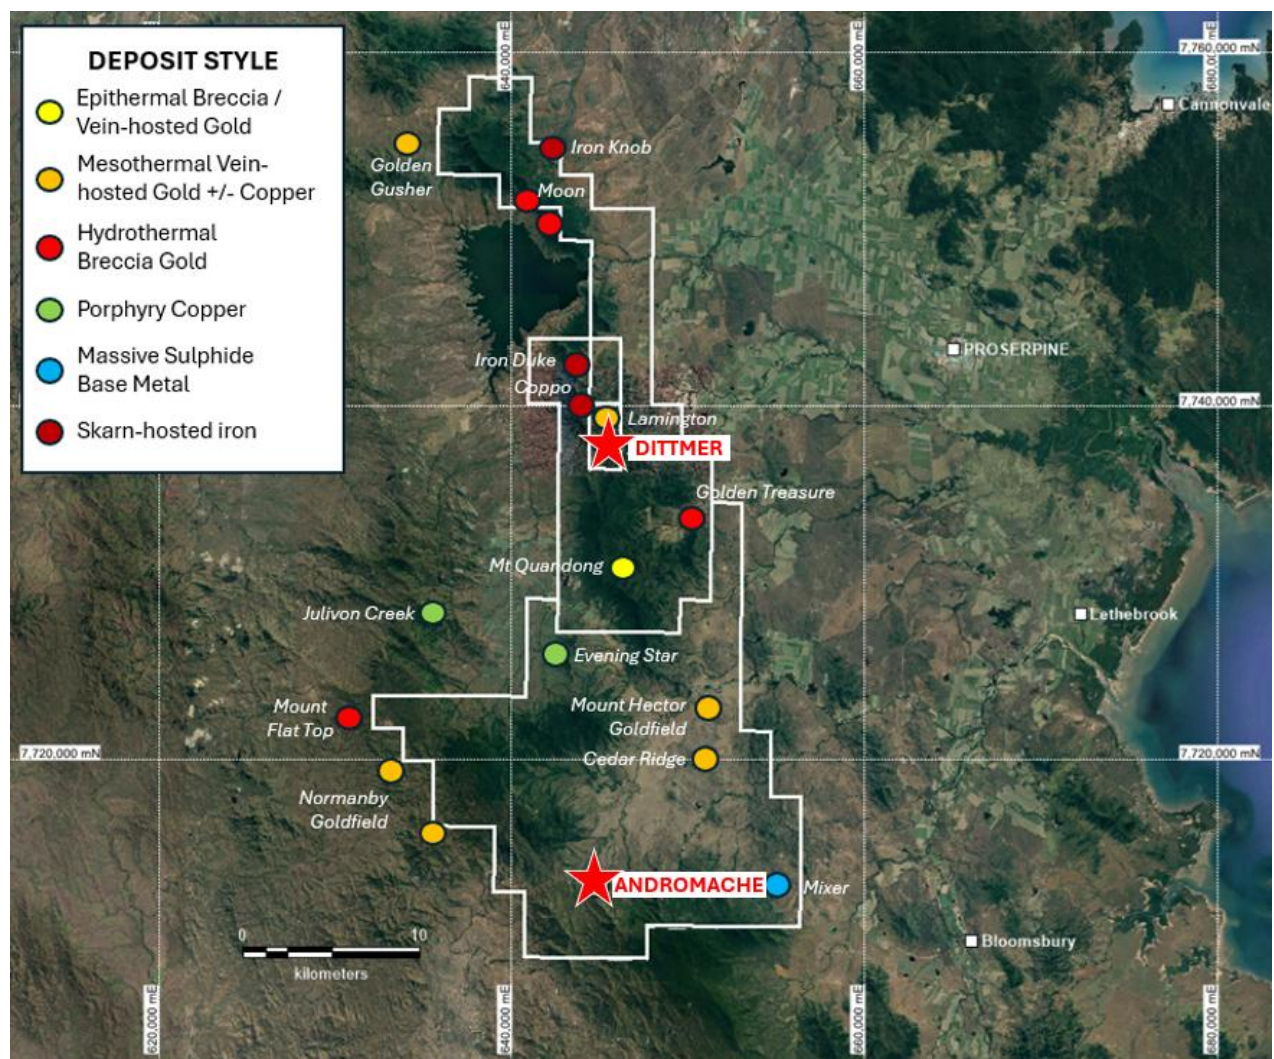 DEPOSIT STYLE
Epithermal Breccia /
Vein-hosted Gold
Mesothermal Vein-
hosted Gold +/- Copper
Hydrothermal
Breccia Gold
Porphyry Copper
Massive Sulphide
Base Metal
Skarn-hosted iron
640,000 mE
660,000 mE
680,000 mE
7,760,000 mN
Cannonvale
Golden
Gusher
Iron Knob
Moon
PROSERPINE
Iron Duke
Coppo
7,740,000 mN
Lamington
DITTMER
Golden Treasure
Mt Quandong
Julivon Creek
Lethebrook
Evening Star
Mount
Flat Top
Mount Hector
Goldfield
7,720,000 mN
Cedar Ridge
7,720,000 mN
Normanby
Goldfield
ANDROMACHE
Mixer
0
10
kilometers
Bloomsbury
620,000 mE
640,000 mE
660,000 mE
680,000 mE